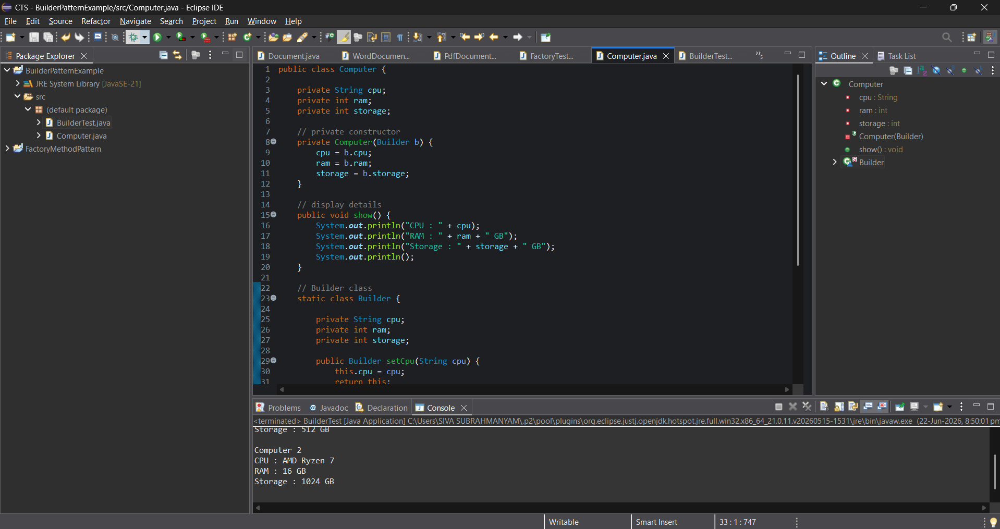 CTS - BuilderPatternExample/src/Computer.java - Eclipse IDE
File Edit Source Refactor Navigate Search Project Run Window Help
Package Explorer
BuilderPatternExample
JRE System Library [JavaSE-21]
src
(default package)
BuilderTest.java
Computer.java
FactoryMethodPattern
Document.java WordDocumen... PdfDocument... FactoryTest... Computer.java BuilderTest... »5
1 public class Computer {
2
3 private String cpu;
4 private int ram;
5 private int storage;
6
7 // private constructor
8 private Computer(Builder b) {
9 cpu = b.cpu;
10 ram = b.ram;
11 storage = b.storage;
12 }
13
14 // display details
15 public void show() {
16 System.out.println("CPU : " + cpu);
17 System.out.println("RAM : " + ram + " GB");
18 System.out.println("Storage : " + storage + " GB");
19 System.out.println();
20 }
21
22 // Builder class
23 static class Builder {
24
25 private String cpu;
26 private int ram;
27 private int storage;
28
29 public Builder setCpu(String cpu) {
30 this.cpu = cpu;
31 return this;
Outline Task List
Computer
cpu : String
ram : int
storage : int
Computer(Builder)
show() : void
Builder
Problems Javadoc Declaration Console
<terminated> BuilderTest [Java Application] C:\Users\SIVA SUBRAHMANYAM\.p2\pool\plugins\org.eclipse.justj.openjdk.hotspot.jre.full.win32.x86_64_21.0.11.v20260515-1531\jre\bin\javaw.exe (22-Jun-2026, 8:50:01 pm
Storage : 512 GB
Computer 2
CPU : AMD Ryzen 7
RAM : 16 GB
Storage : 1024 GB
Writable Smart Insert 33 : 1 : 747